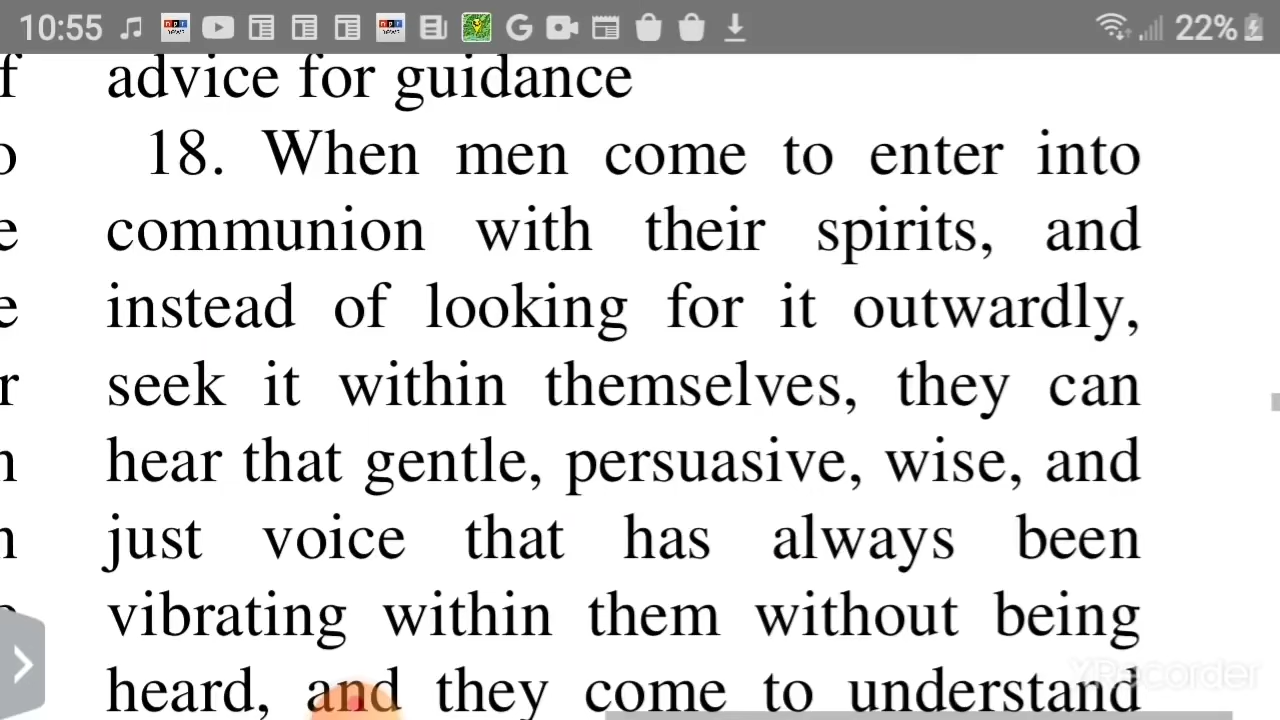 10:55 22%
advice for guidance
18. When men come to enter into
communion with their spirits, and
instead of looking for it outwardly,
seek it within themselves, they can
hear that gentle, persuasive, wise, and
just voice that has always been
vibrating within them without being
heard, and they come to understand
XRecorder